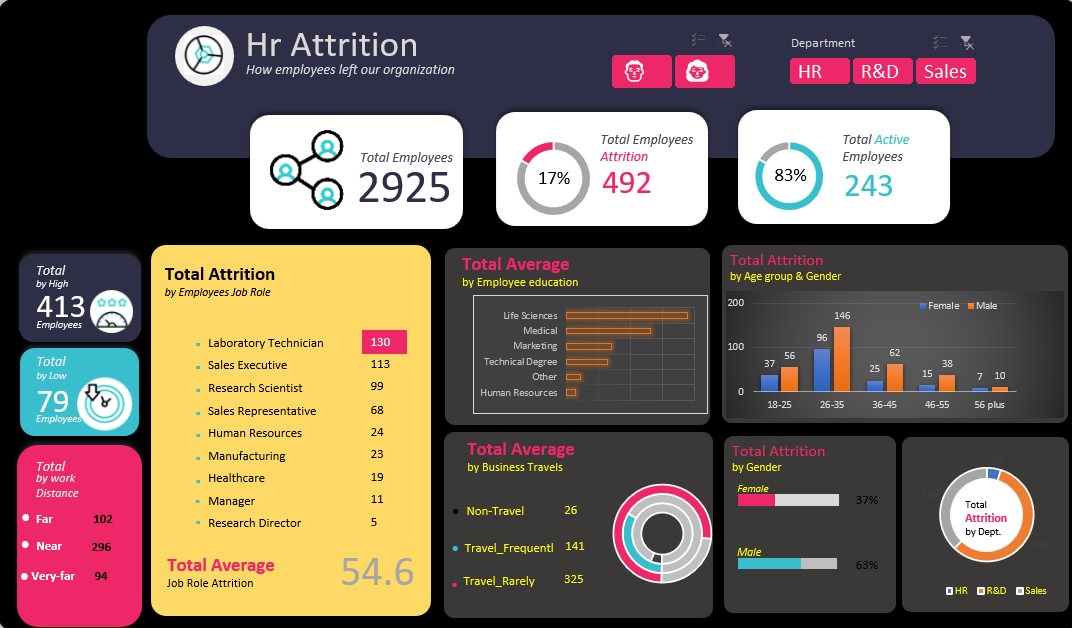 Hr Attrition
How employees left our organization
Department
HR R&D Sales
Total Employees
2925
17%
Total Employees
Attrition
492
83%
Total Active
Employees
243
Total
by High
413
Employees
Total
by Low
79
Employees
Total
by work
Distance
Far 102
Near 296
Very-far 94
Total Attrition
by Employees Job Role
Laboratory Technician 130
Sales Executive 113
Research Scientist 99
Sales Representative 68
Human Resources 24
Manufacturing 23
Healthcare 19
Manager 11
Research Director 5
Total Average
Job Role Attrition
54.6
Total Average
by Employee education
Life Sciences
Medical
Marketing
Technical Degree
Other
Human Resources
Total Average
by Business Travels
Non-Travel 26
Travel_Frequentl 141
Travel_Rarely 325
Total Attrition
by Age group & Gender
Female Male
200
100
0
37 56 96 146 25 62 15 38 7 10
18-25 26-35 36-45 46-55 56 plus
Total Attrition
by Gender
Female
37%
Male
63%
Total
Attrition
by Dept.
HR R&D Sales